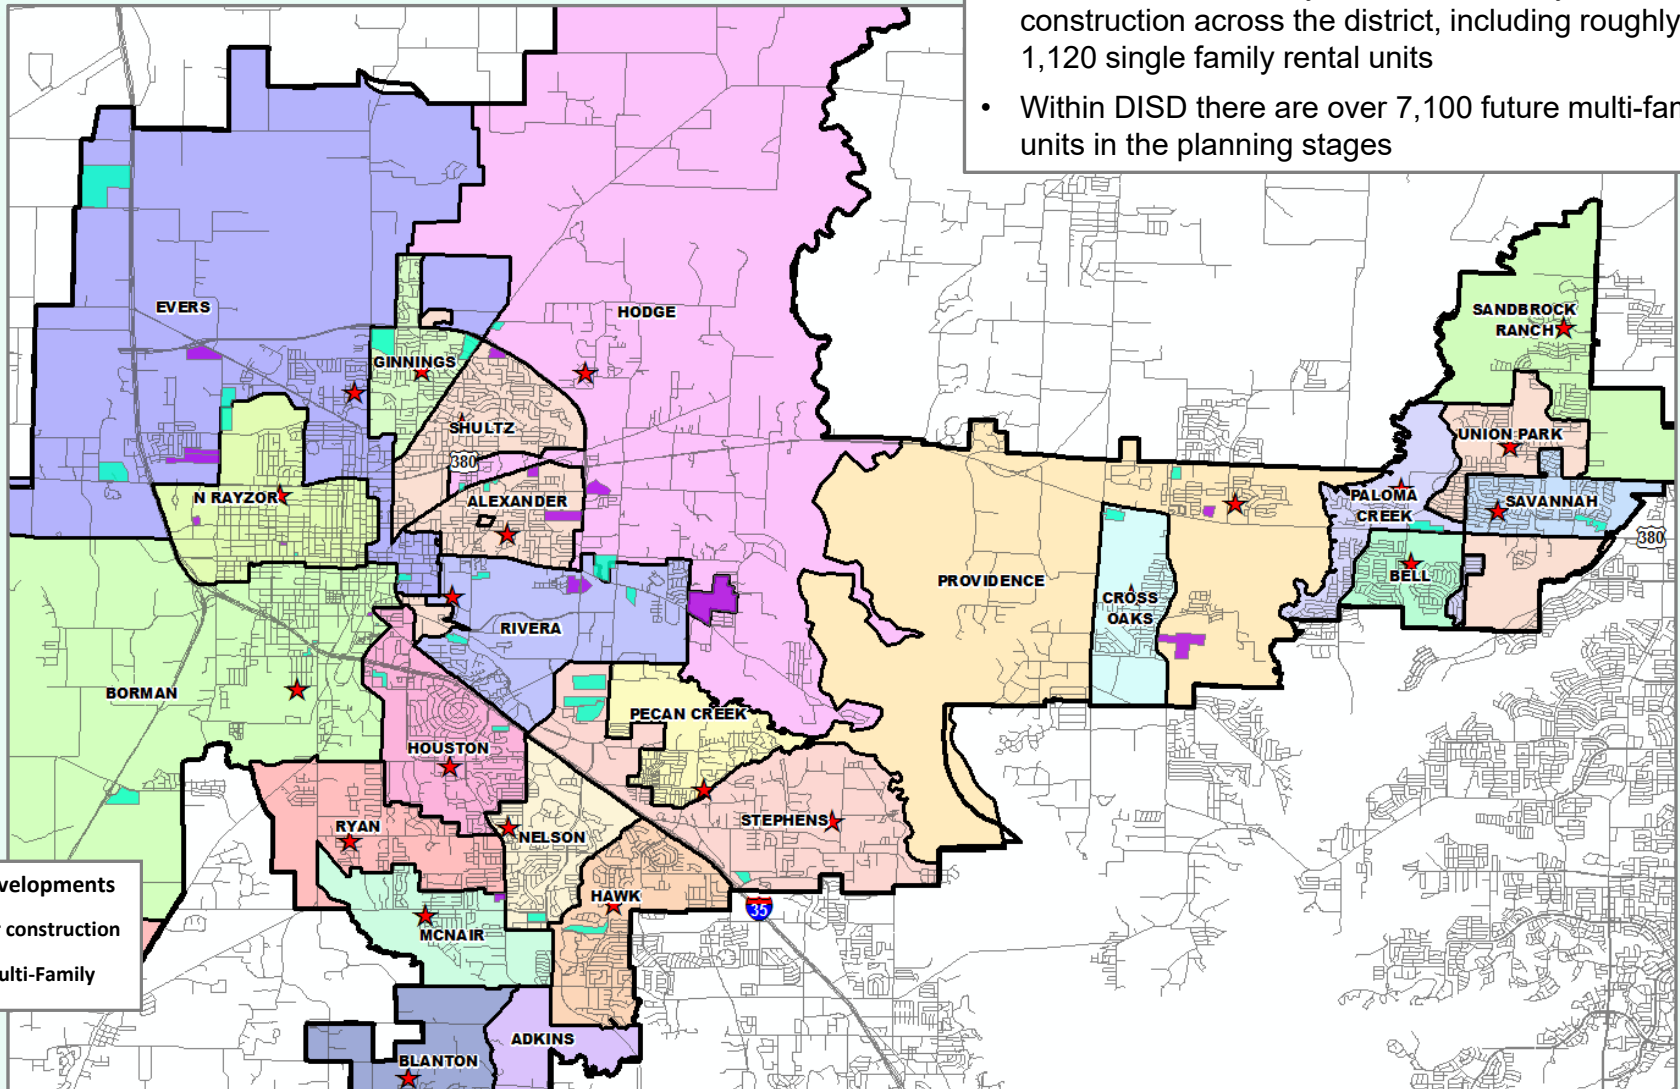 construction across the district, including roughly
1,120 single family rental units
• Within DISD there are over 7,100 future multi-fam
units in the planning stages
EVERS
HODGE
SANDBROCK
RANCH
GINNINGS
SHULTZ
380
UNION PARK
N RAYZOR
ALEXANDER
PALOMA
CREEK
SAVANNAH
380
PROVIDENCE
BELL
CROSS
OAKS
RIVERA
BORMAN
PECAN CREEK
HOUSTON
STEPHENS
RYAN
NELSON
HAWK
35
MCNAIR
velopments
r construction
ulti-Family
ADKINS
BLANTON